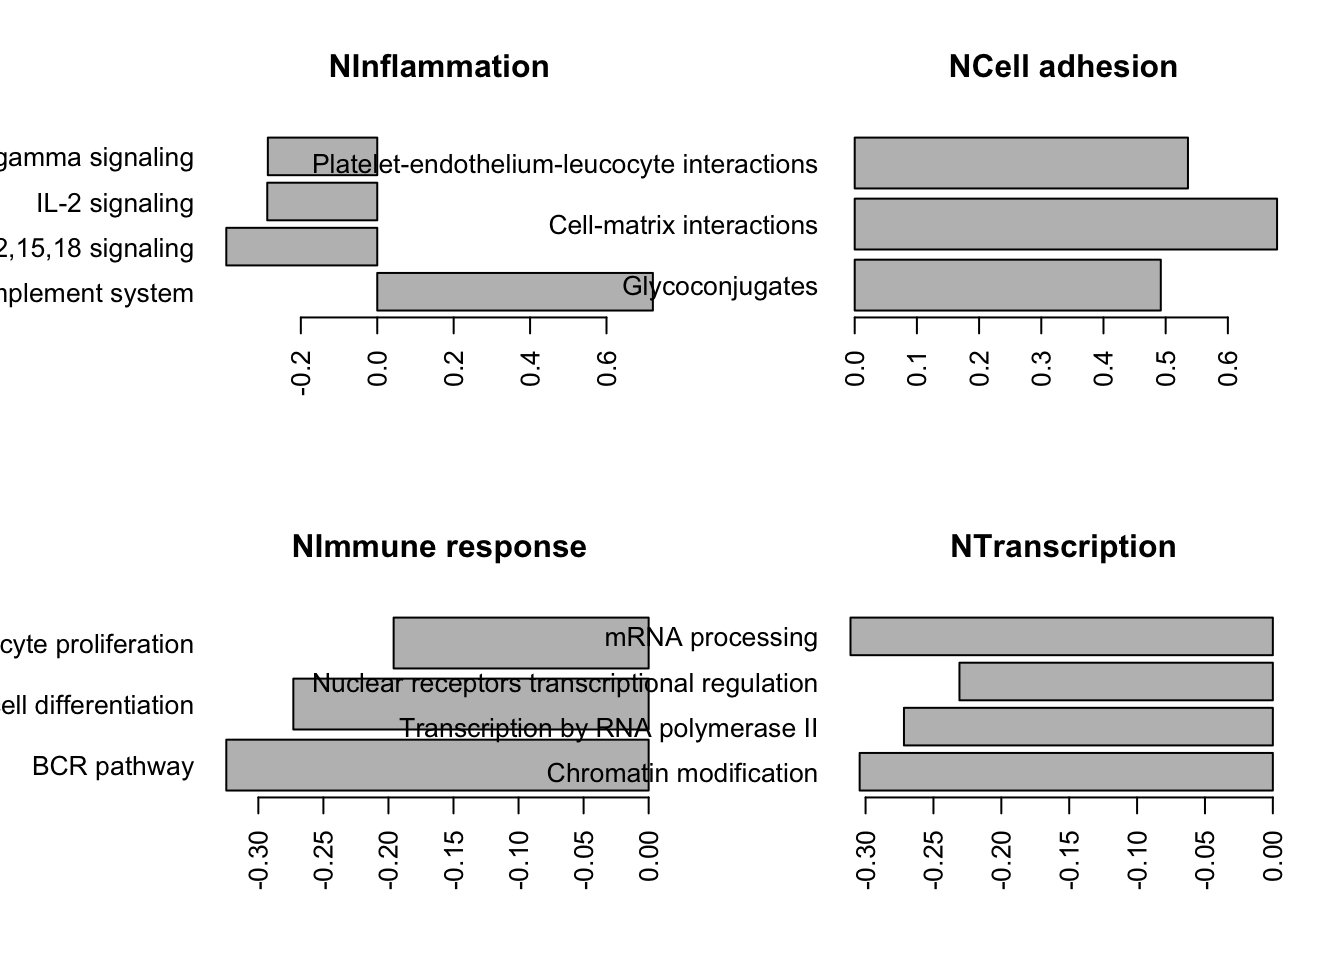 NInflammation
gamma signaling
IL-2 signaling
2,15,18 signaling
mplement system
-0.2 0.0 0.2 0.4 0.6
NCell adhesion
Platelet-endothelium-leucocyte interactions
Cell-matrix interactions
Glycoconjugates
0.0 0.1 0.2 0.3 0.4 0.5 0.6
NImmune response
cyte proliferation
ell differentiation
BCR pathway
-0.30 -0.25 -0.20 -0.15 -0.10 -0.05 0.00
NTranscription
mRNA processing
Nuclear receptors transcriptional regulation
Transcription by RNA polymerase II
Chromatin modification
-0.30 -0.25 -0.20 -0.15 -0.10 -0.05 0.00